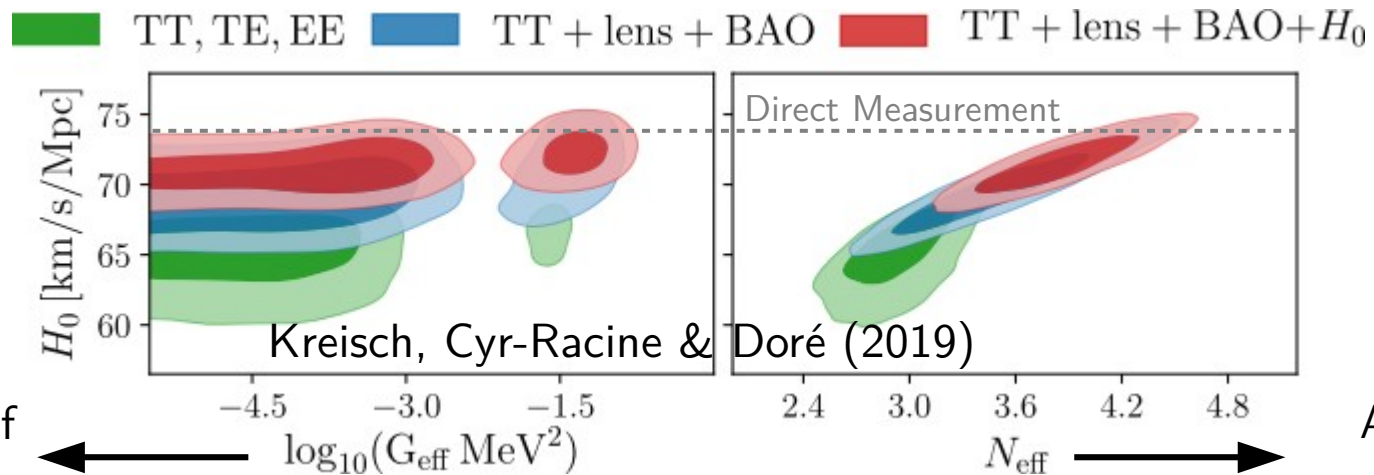 TT, TE, EE TT + lens + BAO TT + lens + BAO+H₀
H₀ [km/s/Mpc]
75
70
65
60
Direct Measurement
Kreisch, Cyr-Racine & Doré (2019)
−4.5 −3.0 −1.5 2.4 3.0 3.6 4.2 4.8
f log₁₀(G_eff MeV²) N_eff A